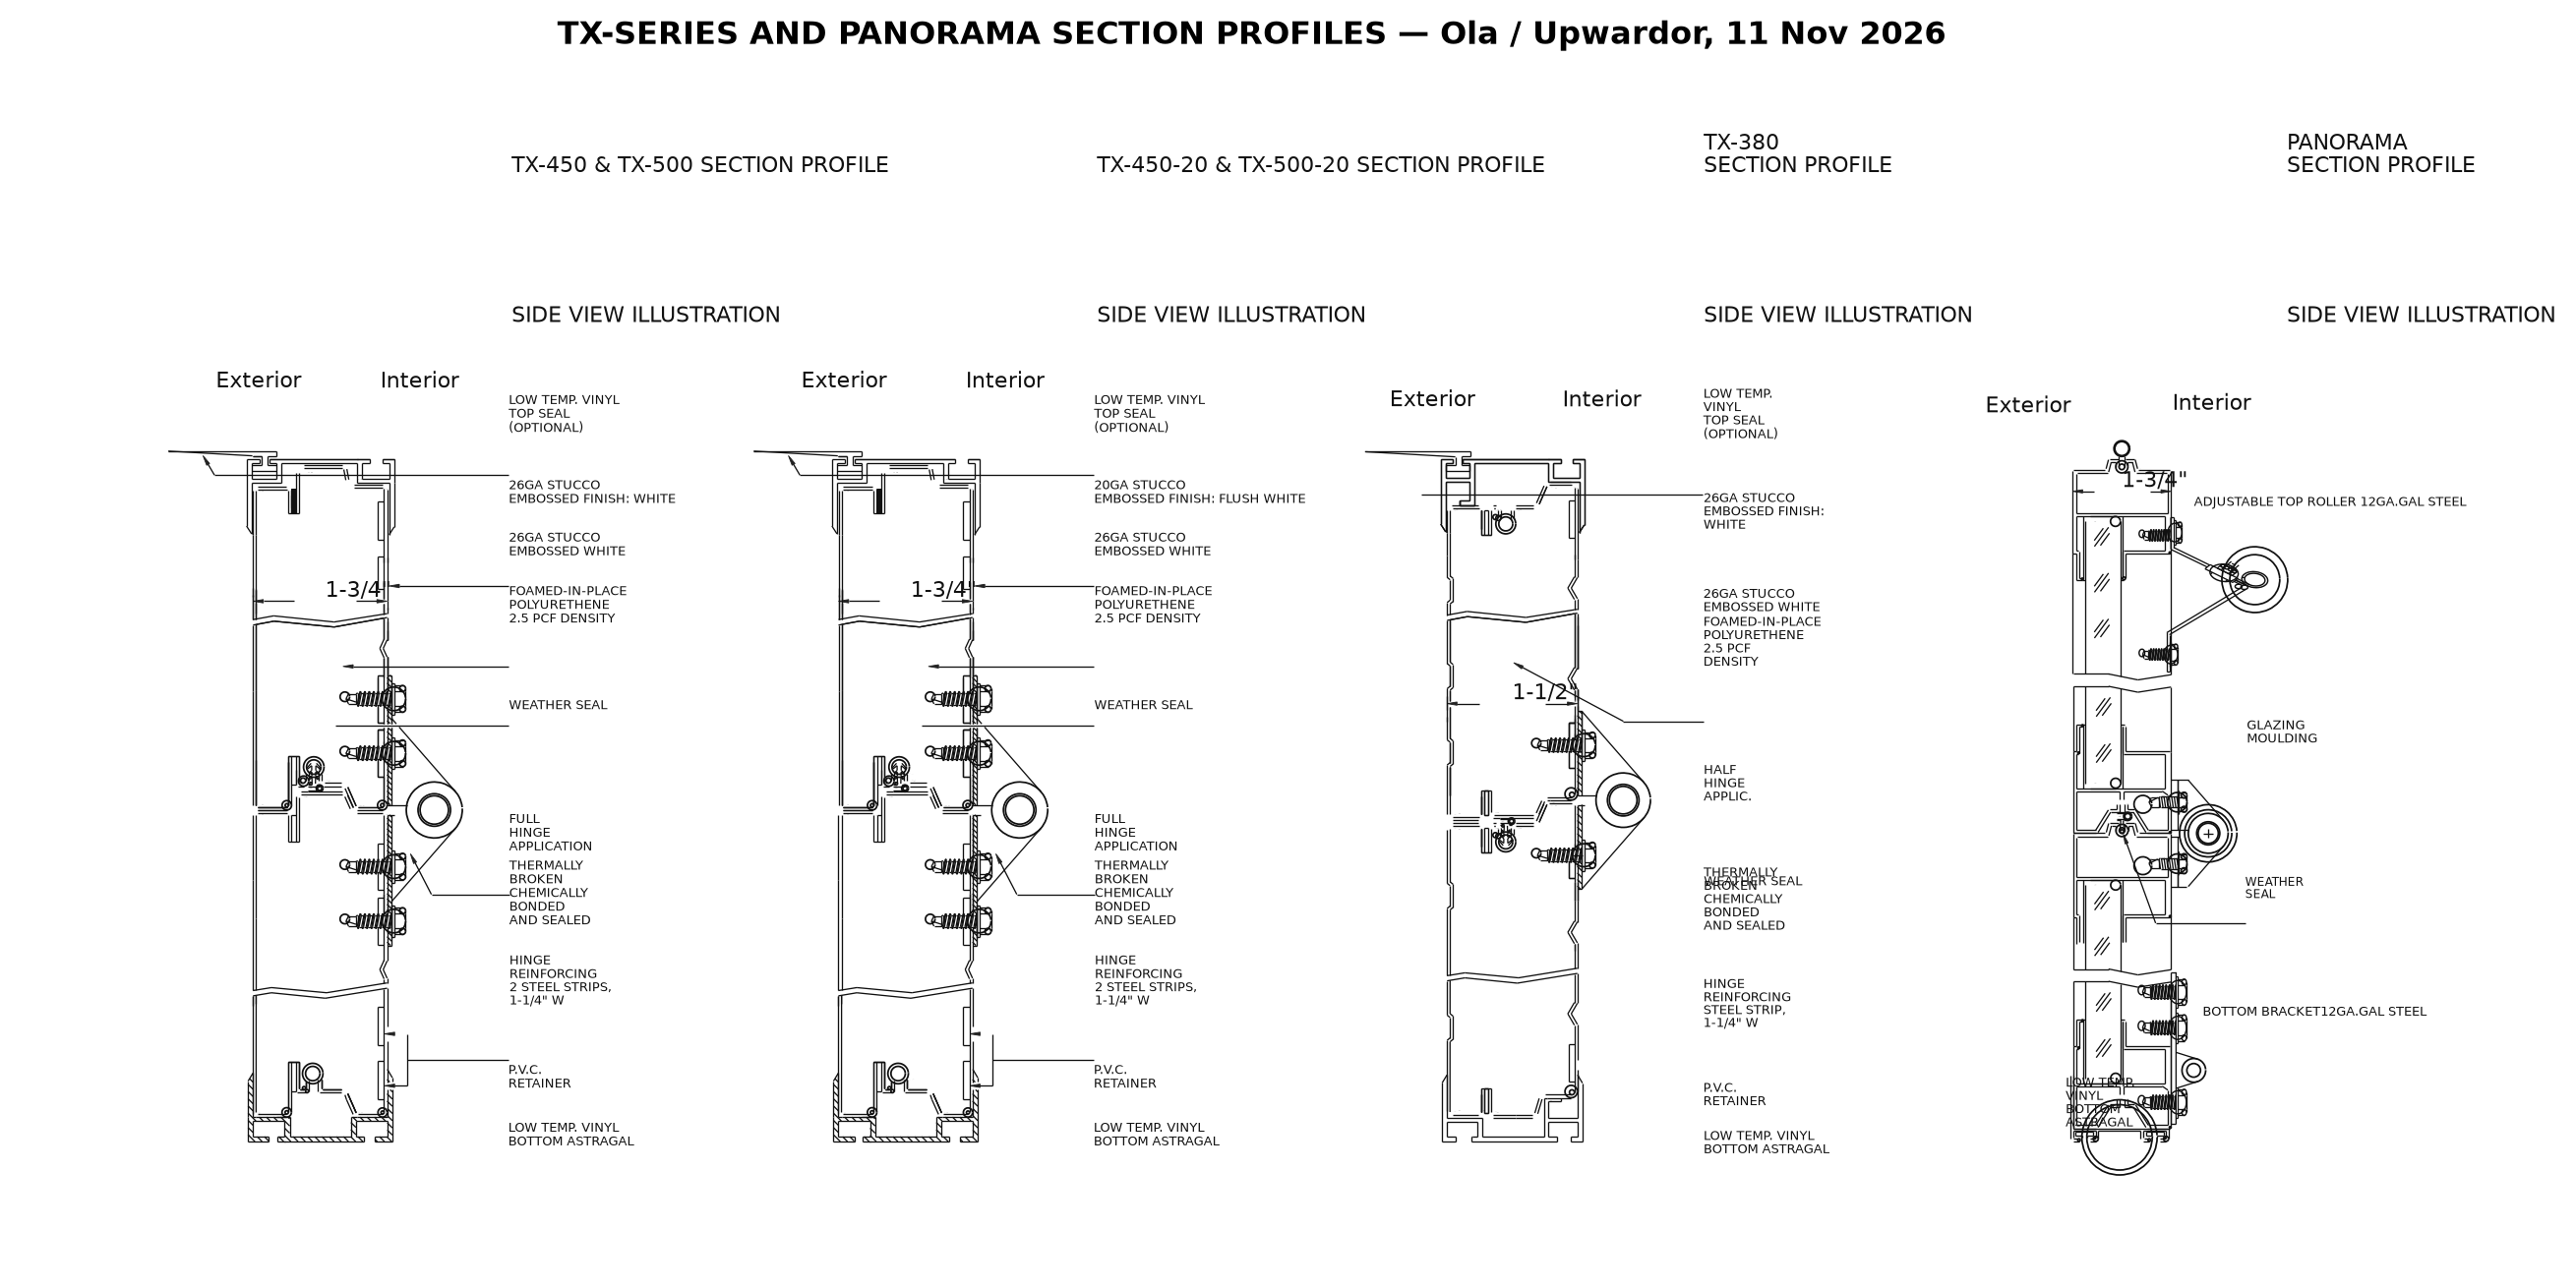 TX-SERIES AND PANORAMA SECTION PROFILES — Ola / Upwardor, 11 Nov 2026
TX-450 & TX-500 SECTION PROFILE
SIDE VIEW ILLUSTRATION
Exterior
Interior
LOW TEMP. VINYL
TOP SEAL
(OPTIONAL)
26GA STUCCO
EMBOSSED FINISH: WHITE
26GA STUCCO
EMBOSSED WHITE
1-3/4"
FOAMED-IN-PLACE
POLYURETHENE
2.5 PCF DENSITY
WEATHER SEAL
FULL
HINGE
APPLICATION
THERMALLY
BROKEN
CHEMICALLY
BONDED
AND SEALED
HINGE
REINFORCING
2 STEEL STRIPS,
1-1/4" W
P.V.C.
RETAINER
LOW TEMP. VINYL
BOTTOM ASTRAGAL
TX-450-20 & TX-500-20 SECTION PROFILE
SIDE VIEW ILLUSTRATION
Exterior
Interior
LOW TEMP. VINYL
TOP SEAL
(OPTIONAL)
20GA STUCCO
EMBOSSED FINISH: FLUSH WHITE
26GA STUCCO
EMBOSSED WHITE
1-3/4"
FOAMED-IN-PLACE
POLYURETHENE
2.5 PCF DENSITY
WEATHER SEAL
FULL
HINGE
APPLICATION
THERMALLY
BROKEN
CHEMICALLY
BONDED
AND SEALED
HINGE
REINFORCING
2 STEEL STRIPS,
1-1/4" W
P.V.C.
RETAINER
LOW TEMP. VINYL
BOTTOM ASTRAGAL
TX-380
SECTION PROFILE
SIDE VIEW ILLUSTRATION
Exterior
Interior
LOW TEMP.
VINYL
TOP SEAL
(OPTIONAL)
26GA STUCCO
EMBOSSED FINISH:
WHITE
26GA STUCCO
EMBOSSED WHITE
FOAMED-IN-PLACE
POLYURETHENE
2.5 PCF
DENSITY
1-1/2"
HALF
HINGE
APPLIC.
THERMALLY
WEATHER SEAL
BROKEN
CHEMICALLY
BONDED
AND SEALED
HINGE
REINFORCING
STEEL STRIP,
1-1/4" W
P.V.C.
RETAINER
LOW TEMP. VINYL
BOTTOM ASTRAGAL
PANORAMA
SECTION PROFILE
SIDE VIEW ILLUSTRATION
Exterior
Interior
1-3/4"
ADJUSTABLE TOP ROLLER 12GA.GAL STEEL
GLAZING
MOULDING
WEATHER
SEAL
BOTTOM BRACKET12GA.GAL STEEL
LOW TEMP.
VINYL
BOTTOM
ASTRAGAL